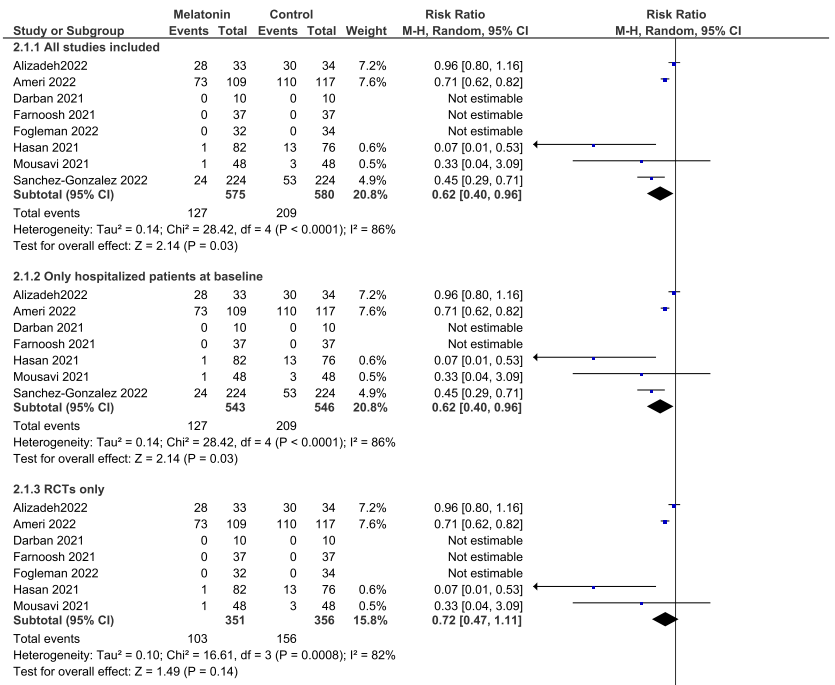 Melatonin Control Risk Ratio Risk Ratio
Study or Subgroup Events Total Events Total Weight M-H, Random, 95% CI M-H, Random, 95% CI
2.1.1 All studies included
Alizadeh2022 28 33 30 34 7.2% 0.96 [0.80, 1.16]
Ameri 2022 73 109 110 117 7.6% 0.71 [0.62, 0.82]
Darban 2021 0 10 0 10 Not estimable
Farnoosh 2021 0 37 0 37 Not estimable
Fogleman 2022 0 32 0 34 Not estimable
Hasan 2021 1 82 13 76 0.6% 0.07 [0.01, 0.53]
Mousavi 2021 1 48 3 48 0.5% 0.33 [0.04, 3.09]
Sanchez-Gonzalez 2022 24 224 53 224 4.9% 0.45 [0.29, 0.71]
Subtotal (95% CI) 575 580 20.8% 0.62 [0.40, 0.96]
Total events 127 209
Heterogeneity: Tau² = 0.14; Chi² = 28.42, df = 4 (P < 0.0001); I² = 86%
Test for overall effect: Z = 2.14 (P = 0.03)
2.1.2 Only hospitalized patients at baseline
Alizadeh2022 28 33 30 34 7.2% 0.96 [0.80, 1.16]
Ameri 2022 73 109 110 117 7.6% 0.71 [0.62, 0.82]
Darban 2021 0 10 0 10 Not estimable
Farnoosh 2021 0 37 0 37 Not estimable
Hasan 2021 1 82 13 76 0.6% 0.07 [0.01, 0.53]
Mousavi 2021 1 48 3 48 0.5% 0.33 [0.04, 3.09]
Sanchez-Gonzalez 2022 24 224 53 224 4.9% 0.45 [0.29, 0.71]
Subtotal (95% CI) 543 546 20.8% 0.62 [0.40, 0.96]
Total events 127 209
Heterogeneity: Tau² = 0.14; Chi² = 28.42, df = 4 (P < 0.0001); I² = 86%
Test for overall effect: Z = 2.14 (P = 0.03)
2.1.3 RCTs only
Alizadeh2022 28 33 30 34 7.2% 0.96 [0.80, 1.16]
Ameri 2022 73 109 110 117 7.6% 0.71 [0.62, 0.82]
Darban 2021 0 10 0 10 Not estimable
Farnoosh 2021 0 37 0 37 Not estimable
Fogleman 2022 0 32 0 34 Not estimable
Hasan 2021 1 82 13 76 0.6% 0.07 [0.01, 0.53]
Mousavi 2021 1 48 3 48 0.5% 0.33 [0.04, 3.09]
Subtotal (95% CI) 351 356 15.8% 0.72 [0.47, 1.11]
Total events 103 156
Heterogeneity: Tau² = 0.10; Chi² = 16.61, df = 3 (P = 0.0008); I² = 82%
Test for overall effect: Z = 1.49 (P = 0.14)